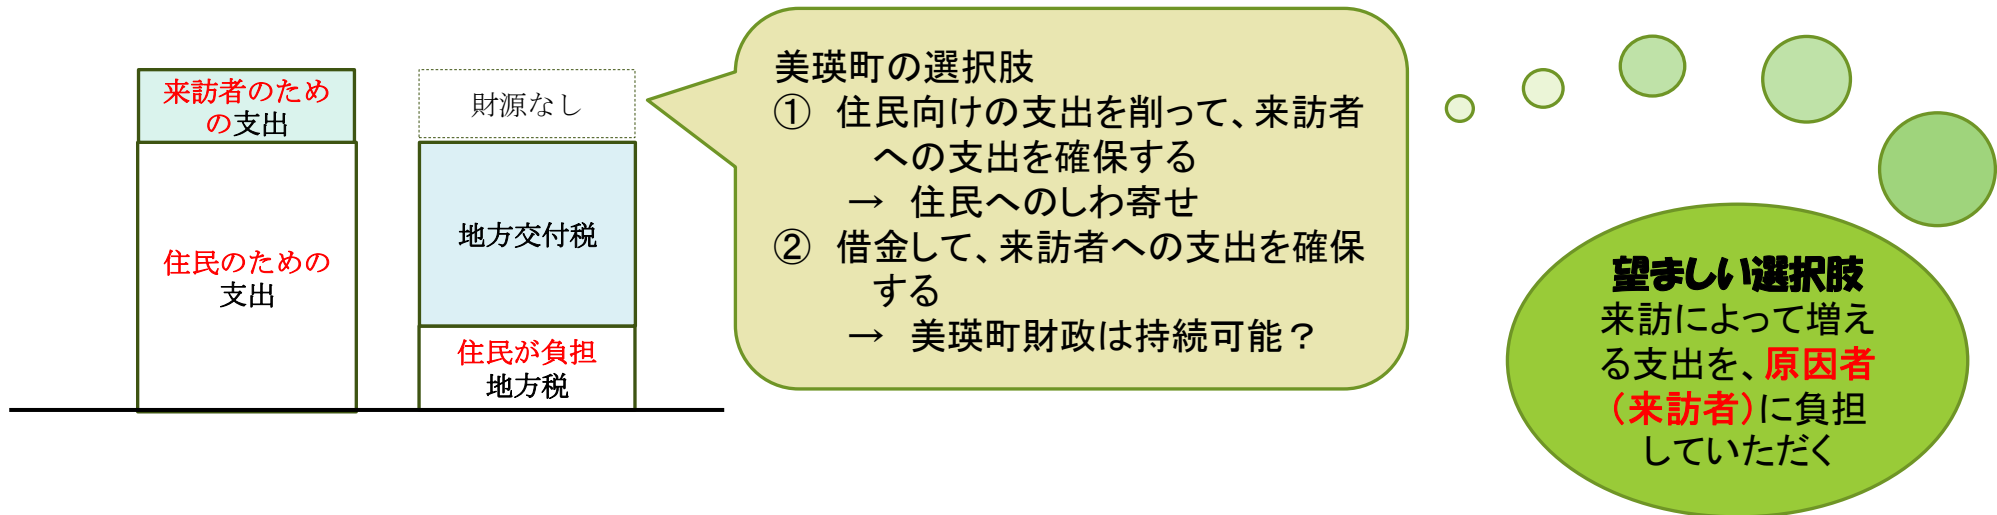 来訪者のため
の支出
住民のための
支出
財源なし
地方交付税
住民が負担
地方税
美瑛町の選択肢
① 住民向けの支出を削って、来訪者
への支出を確保する
→ 住民へのしわ寄せ
② 借金して、来訪者への支出を確保
する
→ 美瑛町財政は持続可能？
望ましい選択肢
来訪によって増え
る支出を、原因者
（来訪者）に負担
していただく